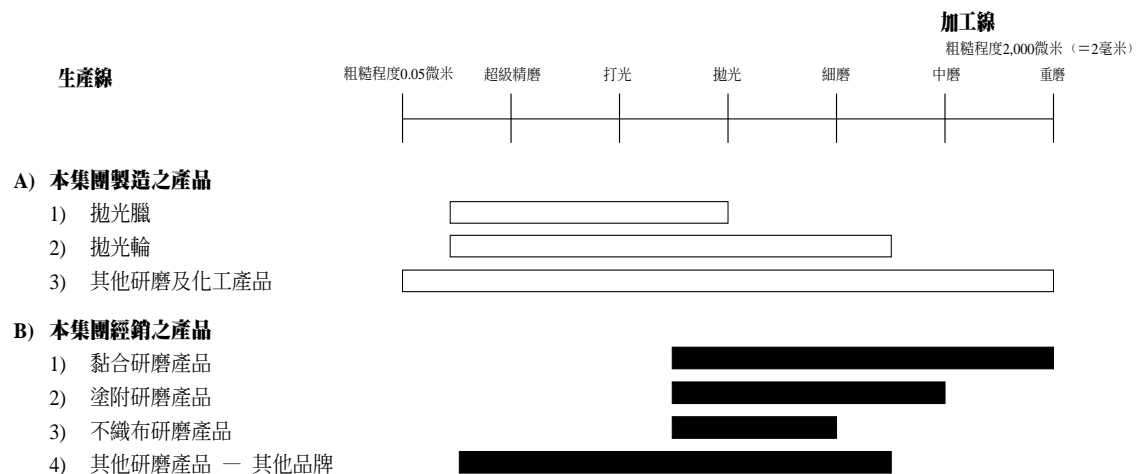 加工線
粗糙程度2,000微米（＝2毫米）
生產線
粗糙程度0.05微米 超級精磨 打光 拋光 細磨 中磨 重磨
A) 本集團製造之產品
1) 拋光臘
2) 拋光輪
3) 其他研磨及化工產品
B) 本集團經銷之產品
1) 黏合研磨產品
2) 塗附研磨產品
3) 不織布研磨產品
4) 其他研磨產品 — 其他品牌